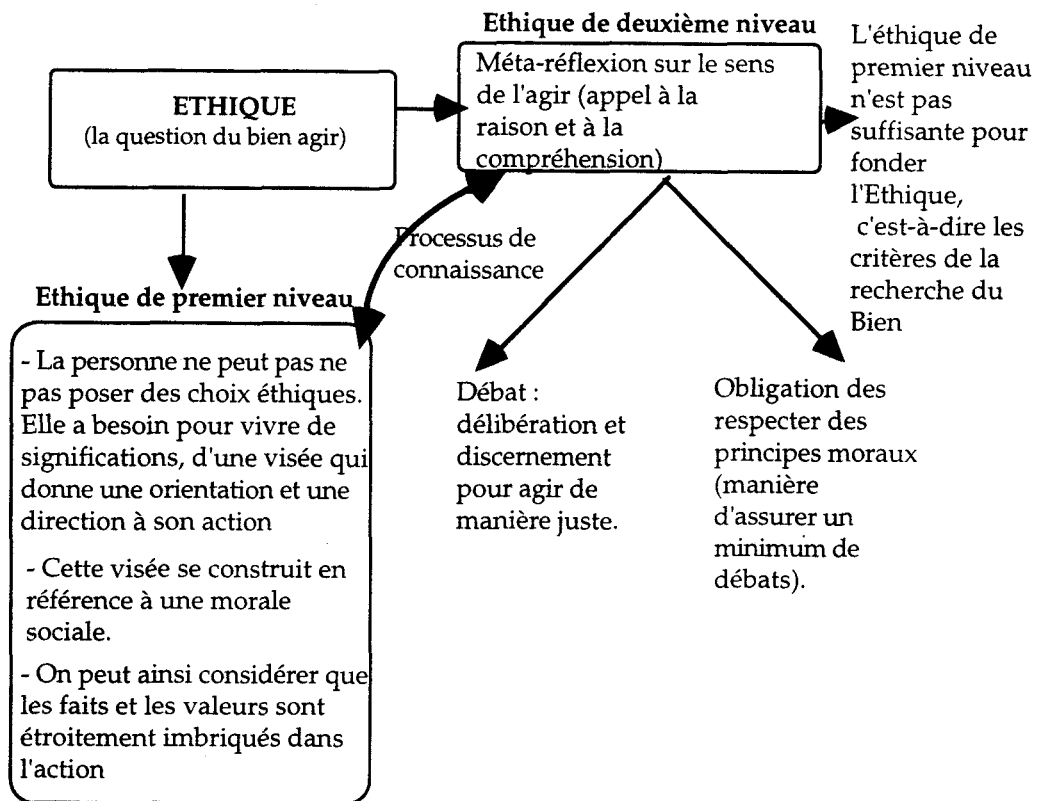 Ethique de deuxième niveau
ETHIQUE
(la question du bien agir)
Méta-réflexion sur le sens
de l'agir (appel à la
raison et à la
compréhension)
L'éthique de
premier niveau
n'est pas
suffisante pour
fonder
l'Ethique,
c'est-à-dire les
critères de la
recherche du
Bien
Processus de
connaissance
Ethique de premier niveau
- La personne ne peut pas ne
pas poser des choix éthiques.
Elle a besoin pour vivre de
significations, d'une visée qui
donne une orientation et une
direction à son action
- Cette visée se construit en
référence à une morale
sociale.
- On peut ainsi considérer que
les faits et les valeurs sont
étroitement imbriqués dans
l'action
Débat :
délibération et
discernement
pour agir de
manière juste.
Obligation des
respecter des
principes moraux
(manière
d'assurer un
minimum de
débats).